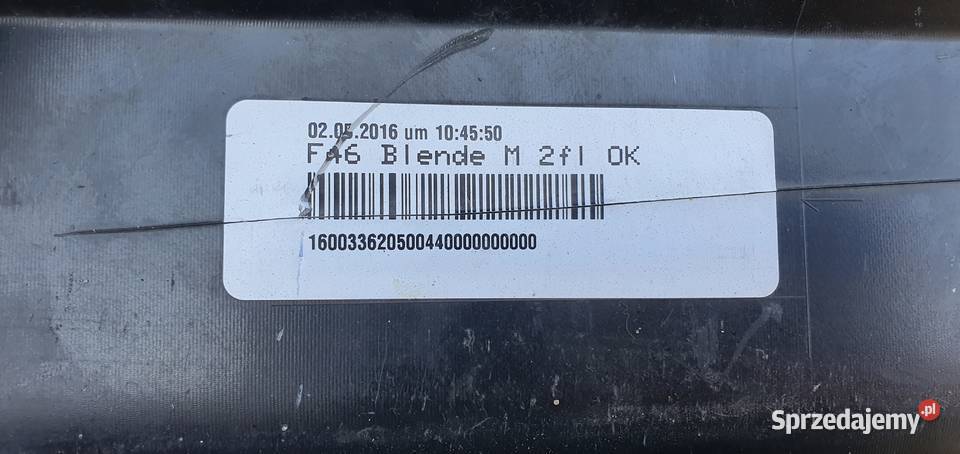 02.05.2016 um 10:45:50
F46 Blende M 2fl OK
16003362050044000000000
Sprzedajemy.pl